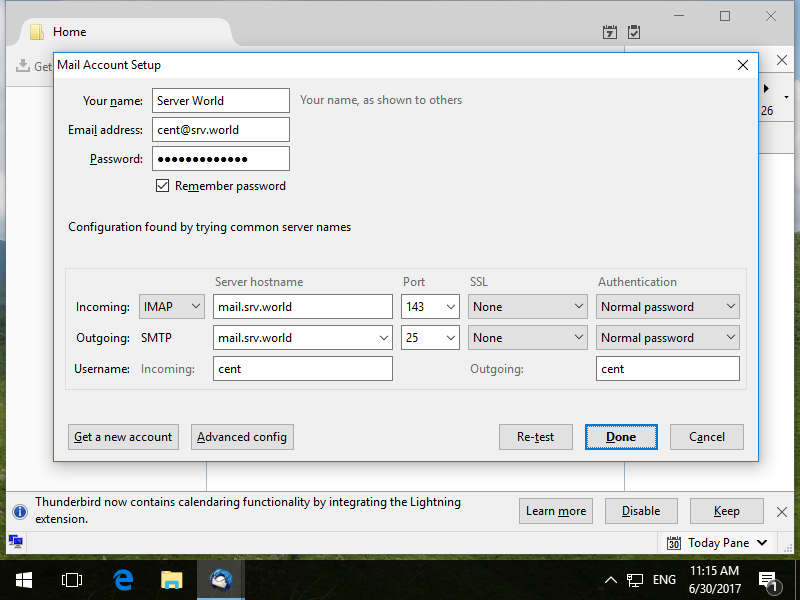 Home
7
Get
Mail Account Setup
Your name: Server World Your name, as shown to others
Email address: cent@srv.world
Password: ●●●●●●●●●●●●●
Remember password
26
Configuration found by trying common server names
Server hostname Port SSL Authentication
Incoming: IMAP mail.srv.world 143 None Normal password
Outgoing: SMTP mail.srv.world 25 None Normal password
Username: Incoming: cent Outgoing: cent
Get a new account Advanced config Re-test Done Cancel
Thunderbird now contains calendaring functionality by integrating the Lightning
extension.
Learn more Disable Keep
30 Today Pane
ENG
11:15 AM
6/30/2017
1